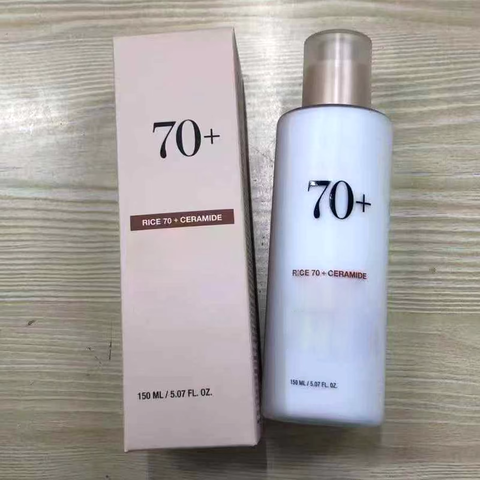 70+
RICE 70 + CERAMIDE
150 ML / 5.07 FL. OZ.
70+
RICE 70 + CERAMIDE
150 ML / 5.07 FL. OZ.